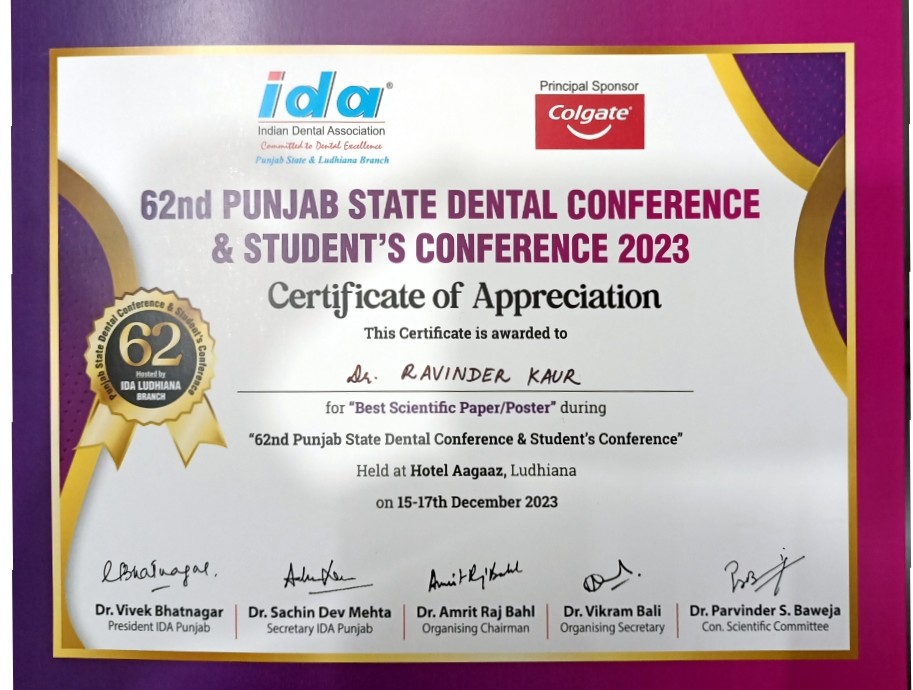 ida®
Indian Dental Association
Committed to Dental Excellence
Punjab State & Ludhiana Branch
Principal Sponsor
Colgate®
62nd PUNJAB STATE DENTAL CONFERENCE
& STUDENT'S CONFERENCE 2023
Certificate of Appreciation
This Certificate is awarded to
Dr. RAVINDER KAUR
for "Best Scientific Paper/Poster" during
"62nd Punjab State Dental Conference & Student's Conference"
Held at Hotel Aagaaz, Ludhiana
on 15-17th December 2023
Punjab State Dental Conference & Student's Conference
62
Hosted by
IDA LUDHIANA
BRANCH
Dr. Vivek Bhatnagar
President IDA Punjab
Dr. Sachin Dev Mehta
Secretary IDA Punjab
Dr. Amrit Raj Bahl
Organising Chairman
Dr. Vikram Bali
Organising Secretary
Dr. Parvinder S. Baweja
Con. Scientific Committee